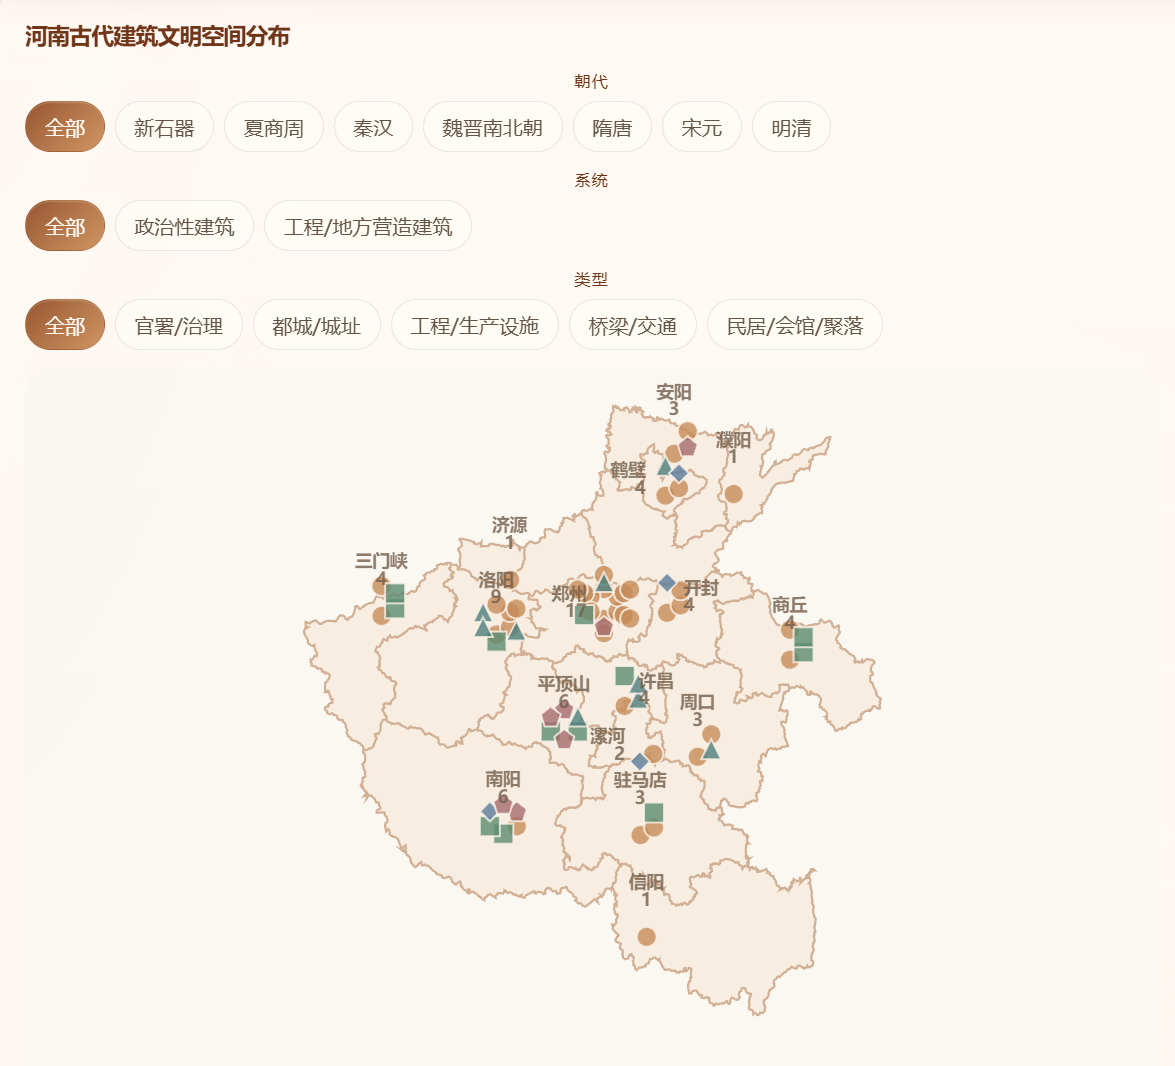 河南古代建筑文明空间分布
朝代
全部 新石器 夏商周 秦汉 魏晋南北朝 隋唐 宋元 明清
系统
全部 政治性建筑 工程/地方营造建筑
类型
全部 官署/治理 都城/城址 工程/生产设施 桥梁/交通 民居/会馆/聚落
安阳
3
濮阳
1
鹤壁
4
济源
1
三门峡
4
洛阳
9
郑州
17
开封
4
商丘
4
平顶山
6
许昌
4
周口
3
漯河
2
南阳
6
驻马店
3
信阳
1